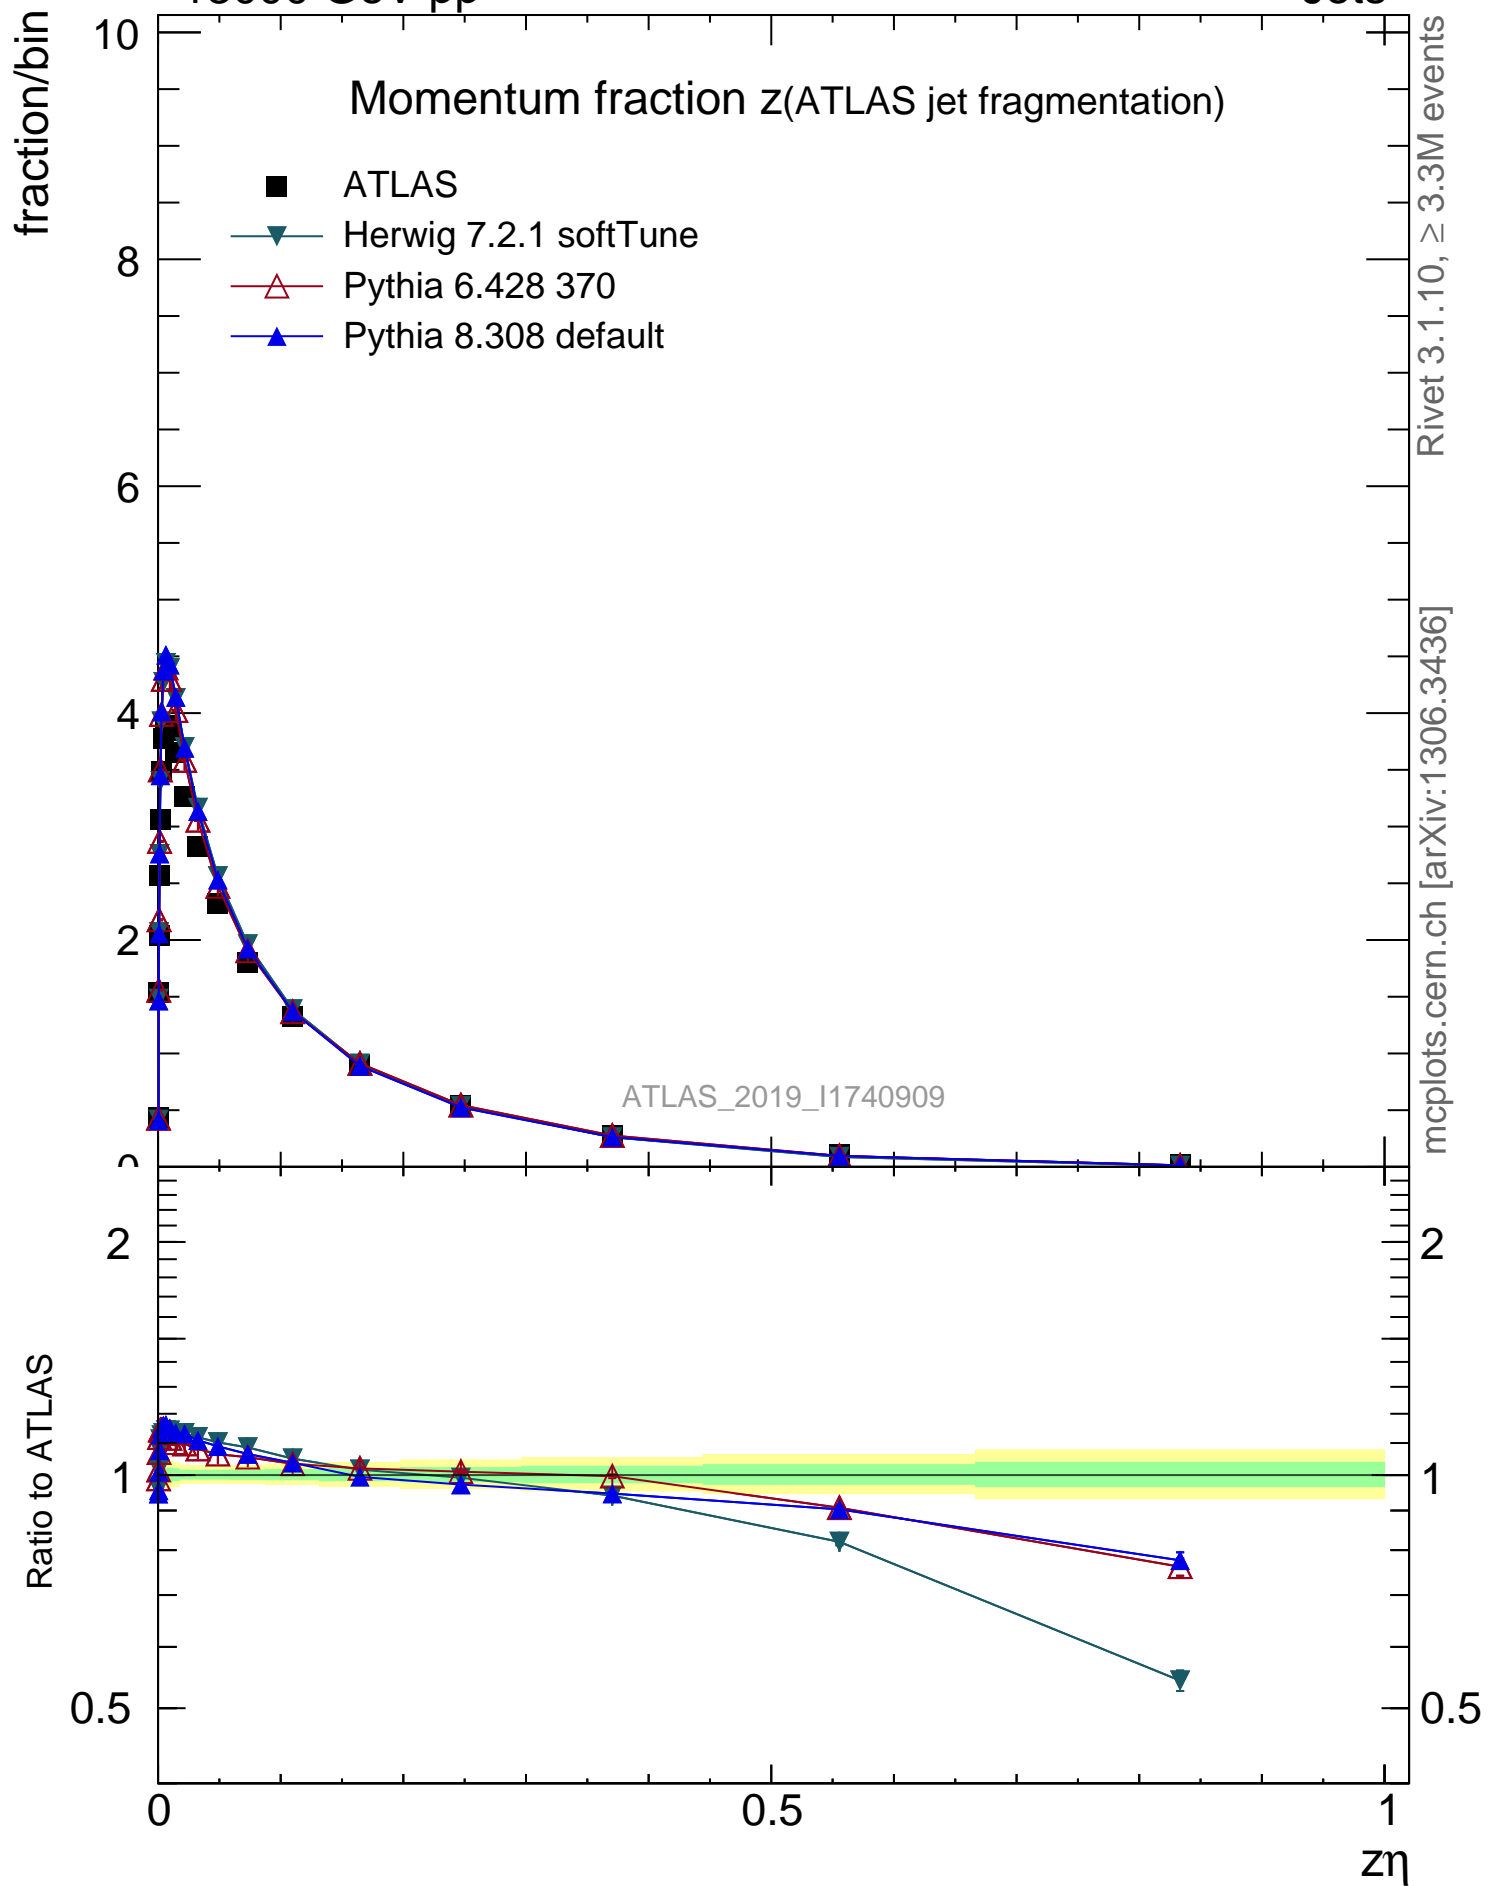 Momentum fraction z(ATLAS jet fragmentation)
ATLAS
Herwig 7.2.1 softTune
Pythia 6.428 370
Pythia 8.308 default
fraction/bin
10
8
6
4
2
0
ATLAS_2019_I1740909
Rivet 3.1.10, ≥ 3.3M events
mcplots.cern.ch [arXiv:1306.3436]
Ratio to ATLAS
2
1
0.5
2
1
0.5
0
0.5
1
zη